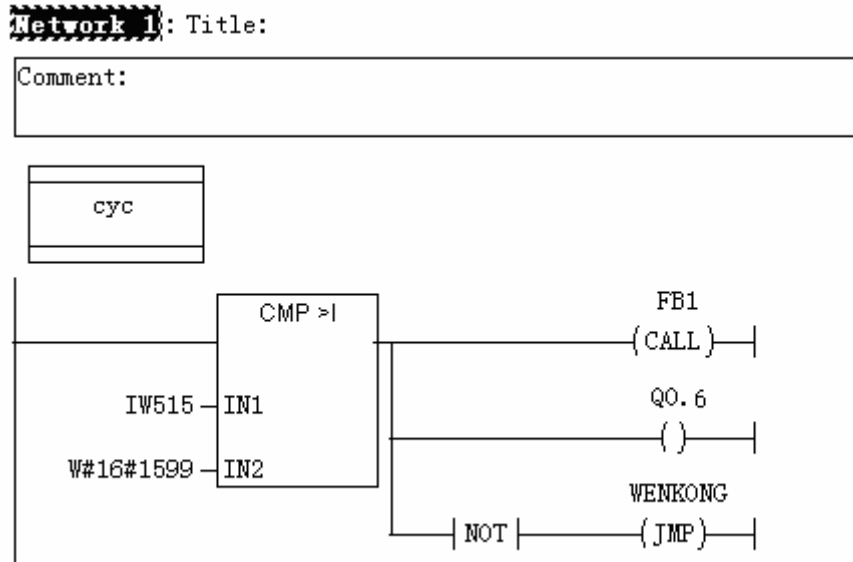 Network 1: Title:
Comment:
cyc
CMP >I
FB1
(CALL)
IW515
IN1
Q0.6
( )
W#16#1599
IN2
WENKONG
NOT
(JMP)